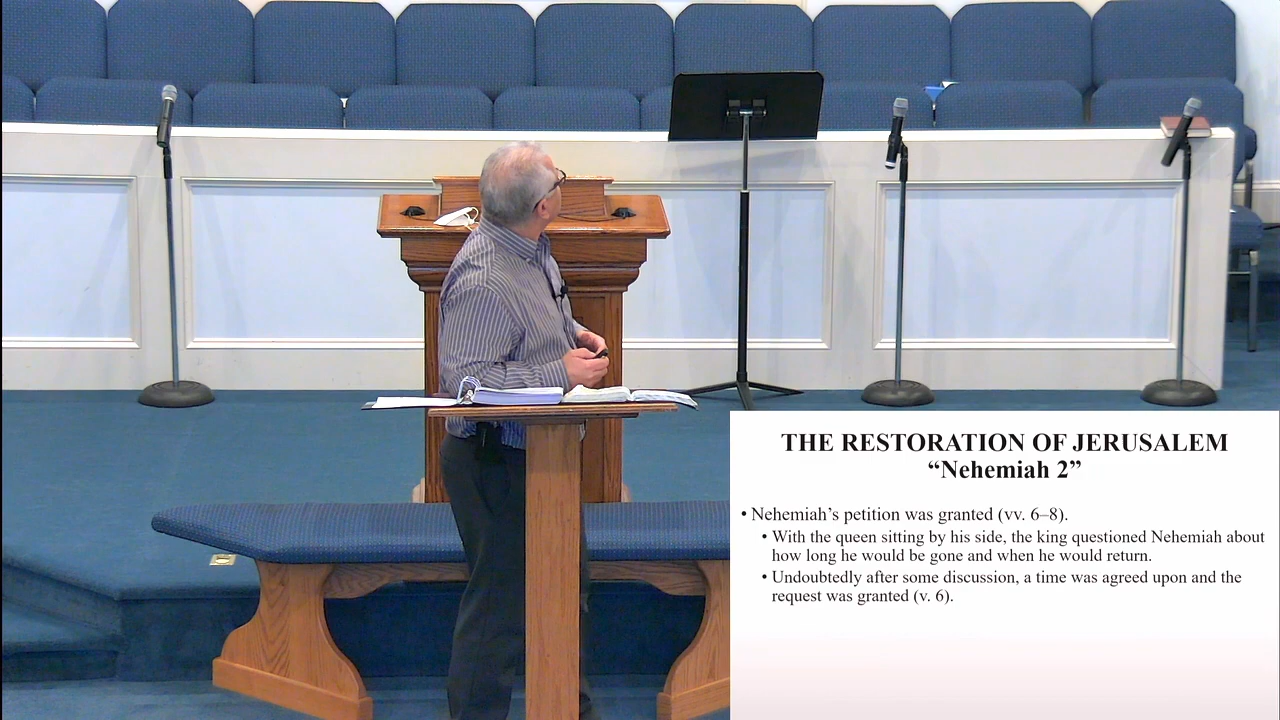 THE RESTORATION OF JERUSALEM
“Nehemiah 2”
• Nehemiah’s petition was granted (vv. 6–8).
• With the queen sitting by his side, the king questioned Nehemiah about
how long he would be gone and when he would return.
• Undoubtedly after some discussion, a time was agreed upon and the
request was granted (v. 6).